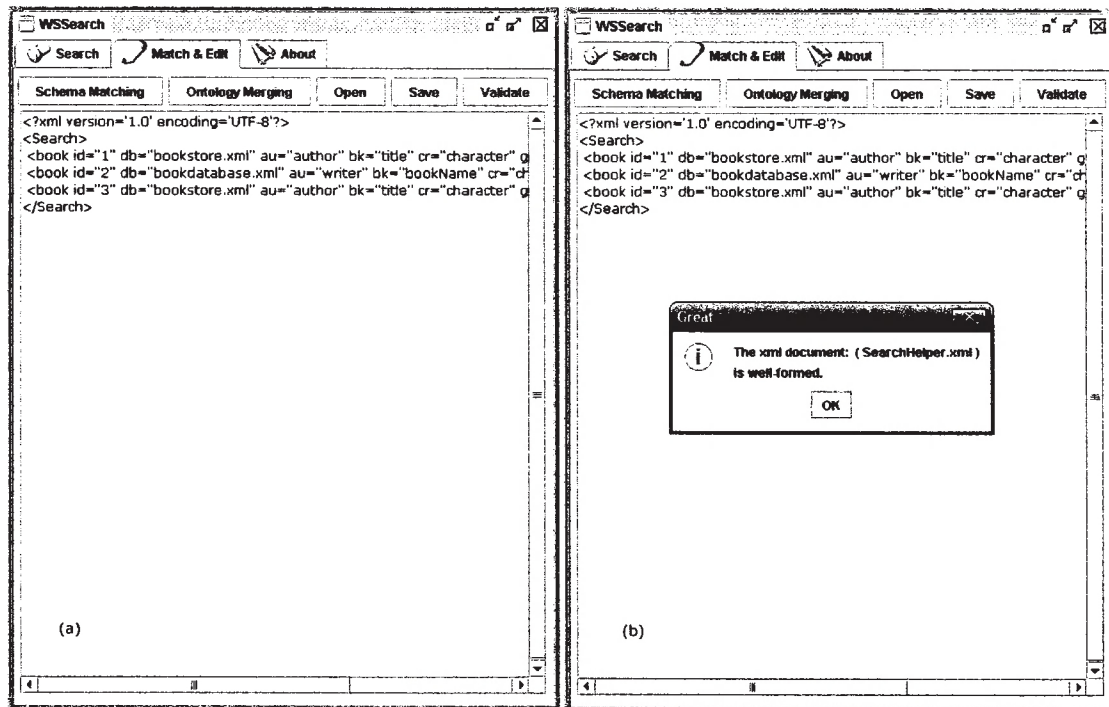 WSSearch
Search Match & Edit About
Schema Matching Ontology Merging Open Save Validate
<?xml version='1.0' encoding='UTF-8'?>
<Search>
<book id="1" db="bookstore.xml" au="author" bk="title" cr="character" g
<book id="2" db="bookdatabase.xml" au="writer" bk="bookName" cr="ch
<book id="3" db="bookstore.xml" au="author" bk="title" cr="character" g
</Search>
(a)
WSSearch
Search Match & Edit About
Schema Matching Ontology Merging Open Save Validate
<?xml version='1.0' encoding='UTF-8'?>
<Search>
<book id="1" db="bookstore.xml" au="author" bk="title" cr="character" g
<book id="2" db="bookdatabase.xml" au="writer" bk="bookName" cr="ch
<book id="3" db="bookstore.xml" au="author" bk="title" cr="character" g
</Search>
Great
The xml document: ( SearchHelper.xml )
is well-formed.
OK
(b)